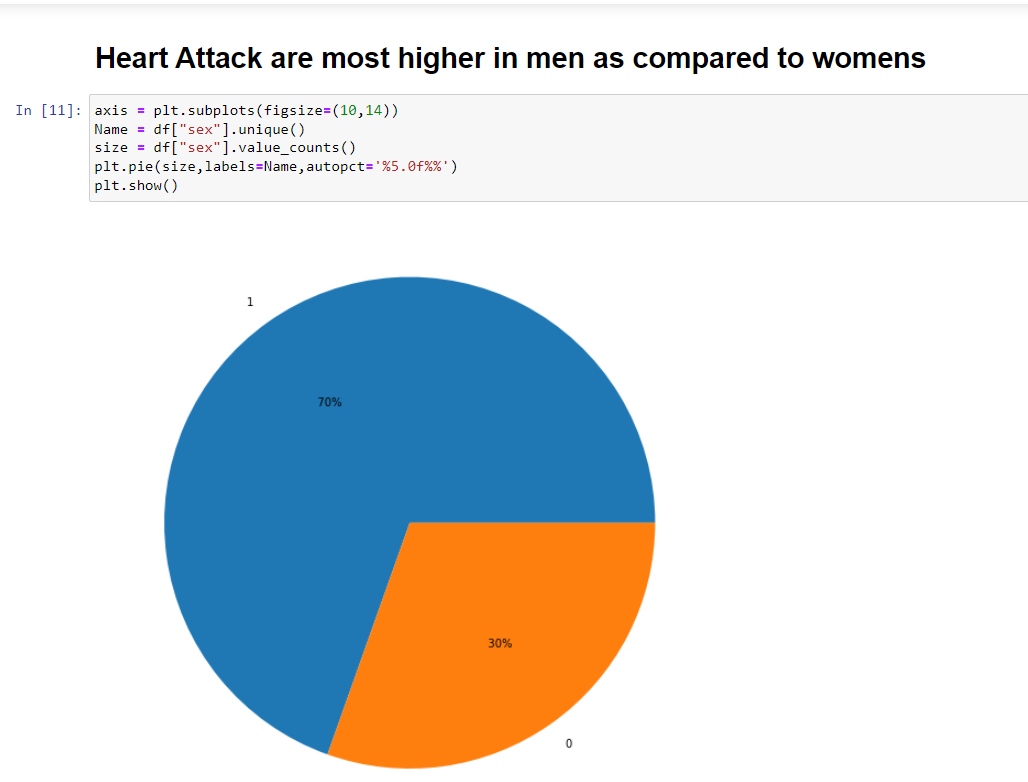 Heart Attack are most higher in men as compared to womens
In [11]: axis = plt.subplots(figsize=(10,14))
Name = df["sex"].unique()
size = df["sex"].value_counts()
plt.pie(size,labels=Name,autopct='%5.0f%%')
plt.show()
1
70%
30%
0